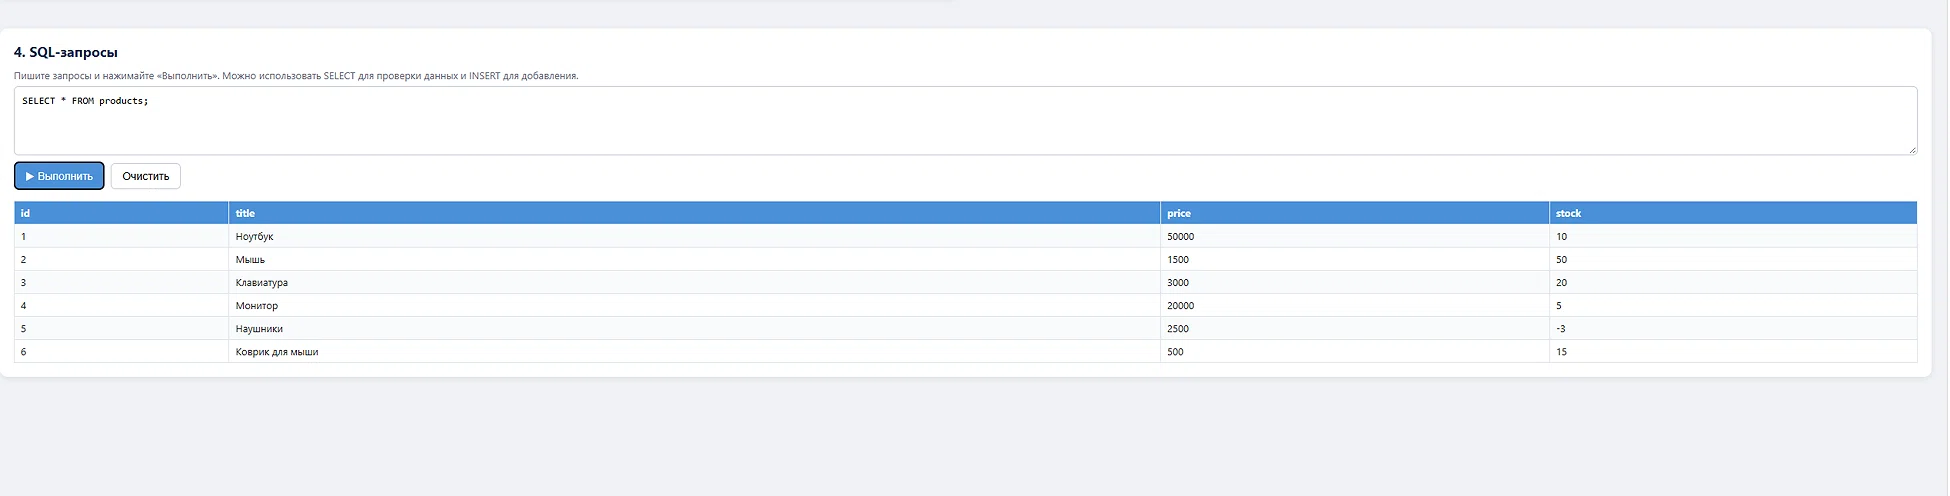 4. SQL-запросы
Пишите запросы и нажимайте «Выполнить». Можно использовать SELECT для проверки данных и INSERT для добавления.
SELECT * FROM products;
▶ Выполнить Очистить
id title price stock
1 Ноутбук 50000 10
2 Мышь 1500 50
3 Клавиатура 3000 20
4 Монитор 20000 5
5 Наушники 2500 -3
6 Коврик для мыши 500 15